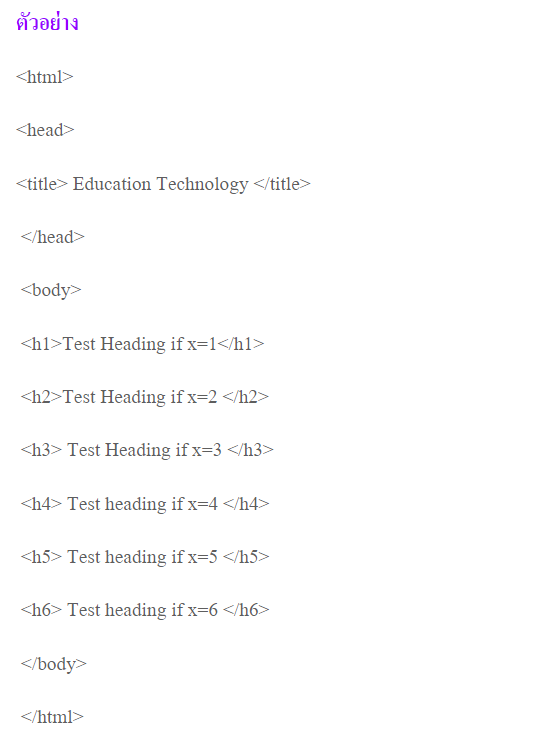 ตัวอย่าง
<html>
<head>
<title> Education Technology </title>
</head>
<body>
<h1>Test Heading if x=1</h1>
<h2>Test Heading if x=2 </h2>
<h3> Test Heading if x=3 </h3>
<h4> Test heading if x=4 </h4>
<h5> Test heading if x=5 </h5>
<h6> Test heading if x=6 </h6>
</body>
</html>